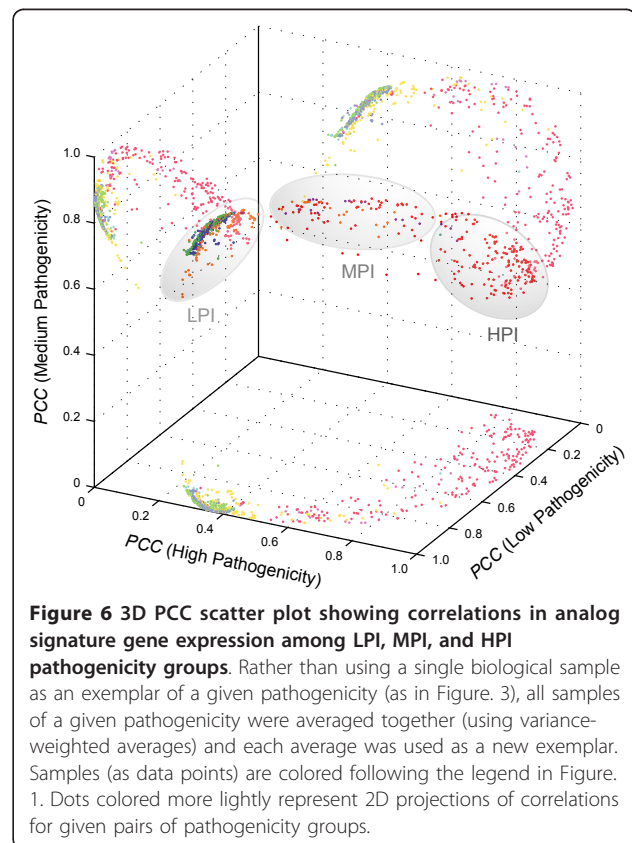 1.0
0.8
0.6
0.4
0.2
0
PCC (Medium Pathogenicity)
LPI
MPI
HPI
0
0.2
0.4
0.6
0.8
1.0
PCC (High Pathogenicity)
0
0.2
0.4
0.6
0.8
1.0
PCC (Low Pathogenicity)
Figure 6 3D PCC scatter plot showing correlations in analog
signature gene expression among LPI, MPI, and HPI
pathogenicity groups. Rather than using a single biological sample
as an exemplar of a given pathogenicity (as in Figure. 3), all samples
of a given pathogenicity were averaged together (using variance-
weighted averages) and each average was used as a new exemplar.
Samples (as data points) are colored following the legend in Figure.
1. Dots colored more lightly represent 2D projections of correlations
for given pairs of pathogenicity groups.